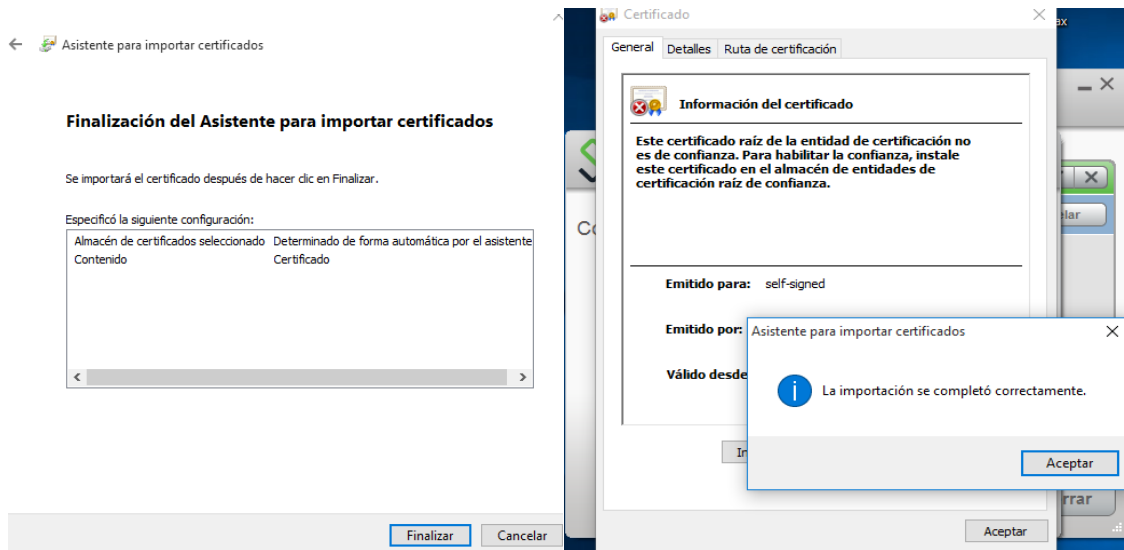 Asistente para importar certificados
Finalización del Asistente para importar certificados
Se importará el certificado después de hacer clic en Finalizar.
Especificó la siguiente configuración:
Almacén de certificados seleccionado Determinado de forma automática por el asistente
Contenido Certificado
Finalizar Cancelar
Certificado
General Detalles Ruta de certificación
Información del certificado
Este certificado raíz de la entidad de certificación no
es de confianza. Para habilitar la confianza, instale
este certificado en el almacén de entidades de
certificación raíz de confianza.
Emitido para: self-signed
Emitido por:
Válido desde
Asistente para importar certificados
La importación se completó correctamente.
Aceptar
Aceptar